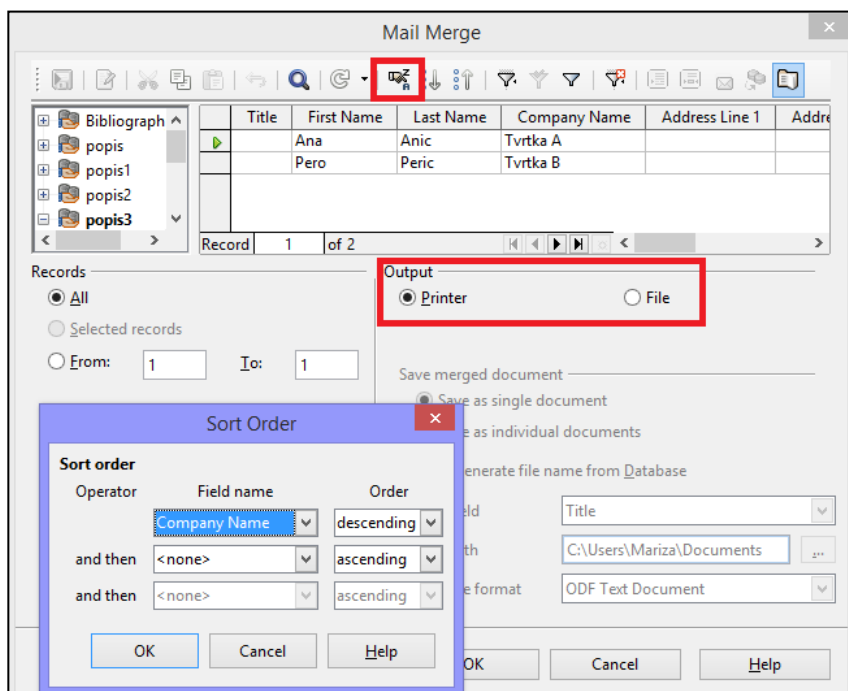 Mail Merge
Title First Name Last Name Company Name Address Line 1 Addre
Bibliograph
popis
popis1
popis2
popis3
Ana Anic Tvrtka A
Pero Peric Tvrtka B
Record 1 of 2
Records
All
Selected records
From: 1 To: 1
Output
Printer File
Save merged document
Save as single document
e as individual documents
enerate file name from Database
eld Title
th C:\Users\Mariza\Documents ...
e format ODF Text Document
Sort Order
Sort order
Operator Field name Order
Company Name descending
and then <none> ascending
and then <none> ascending
OK Cancel Help
OK Cancel Help